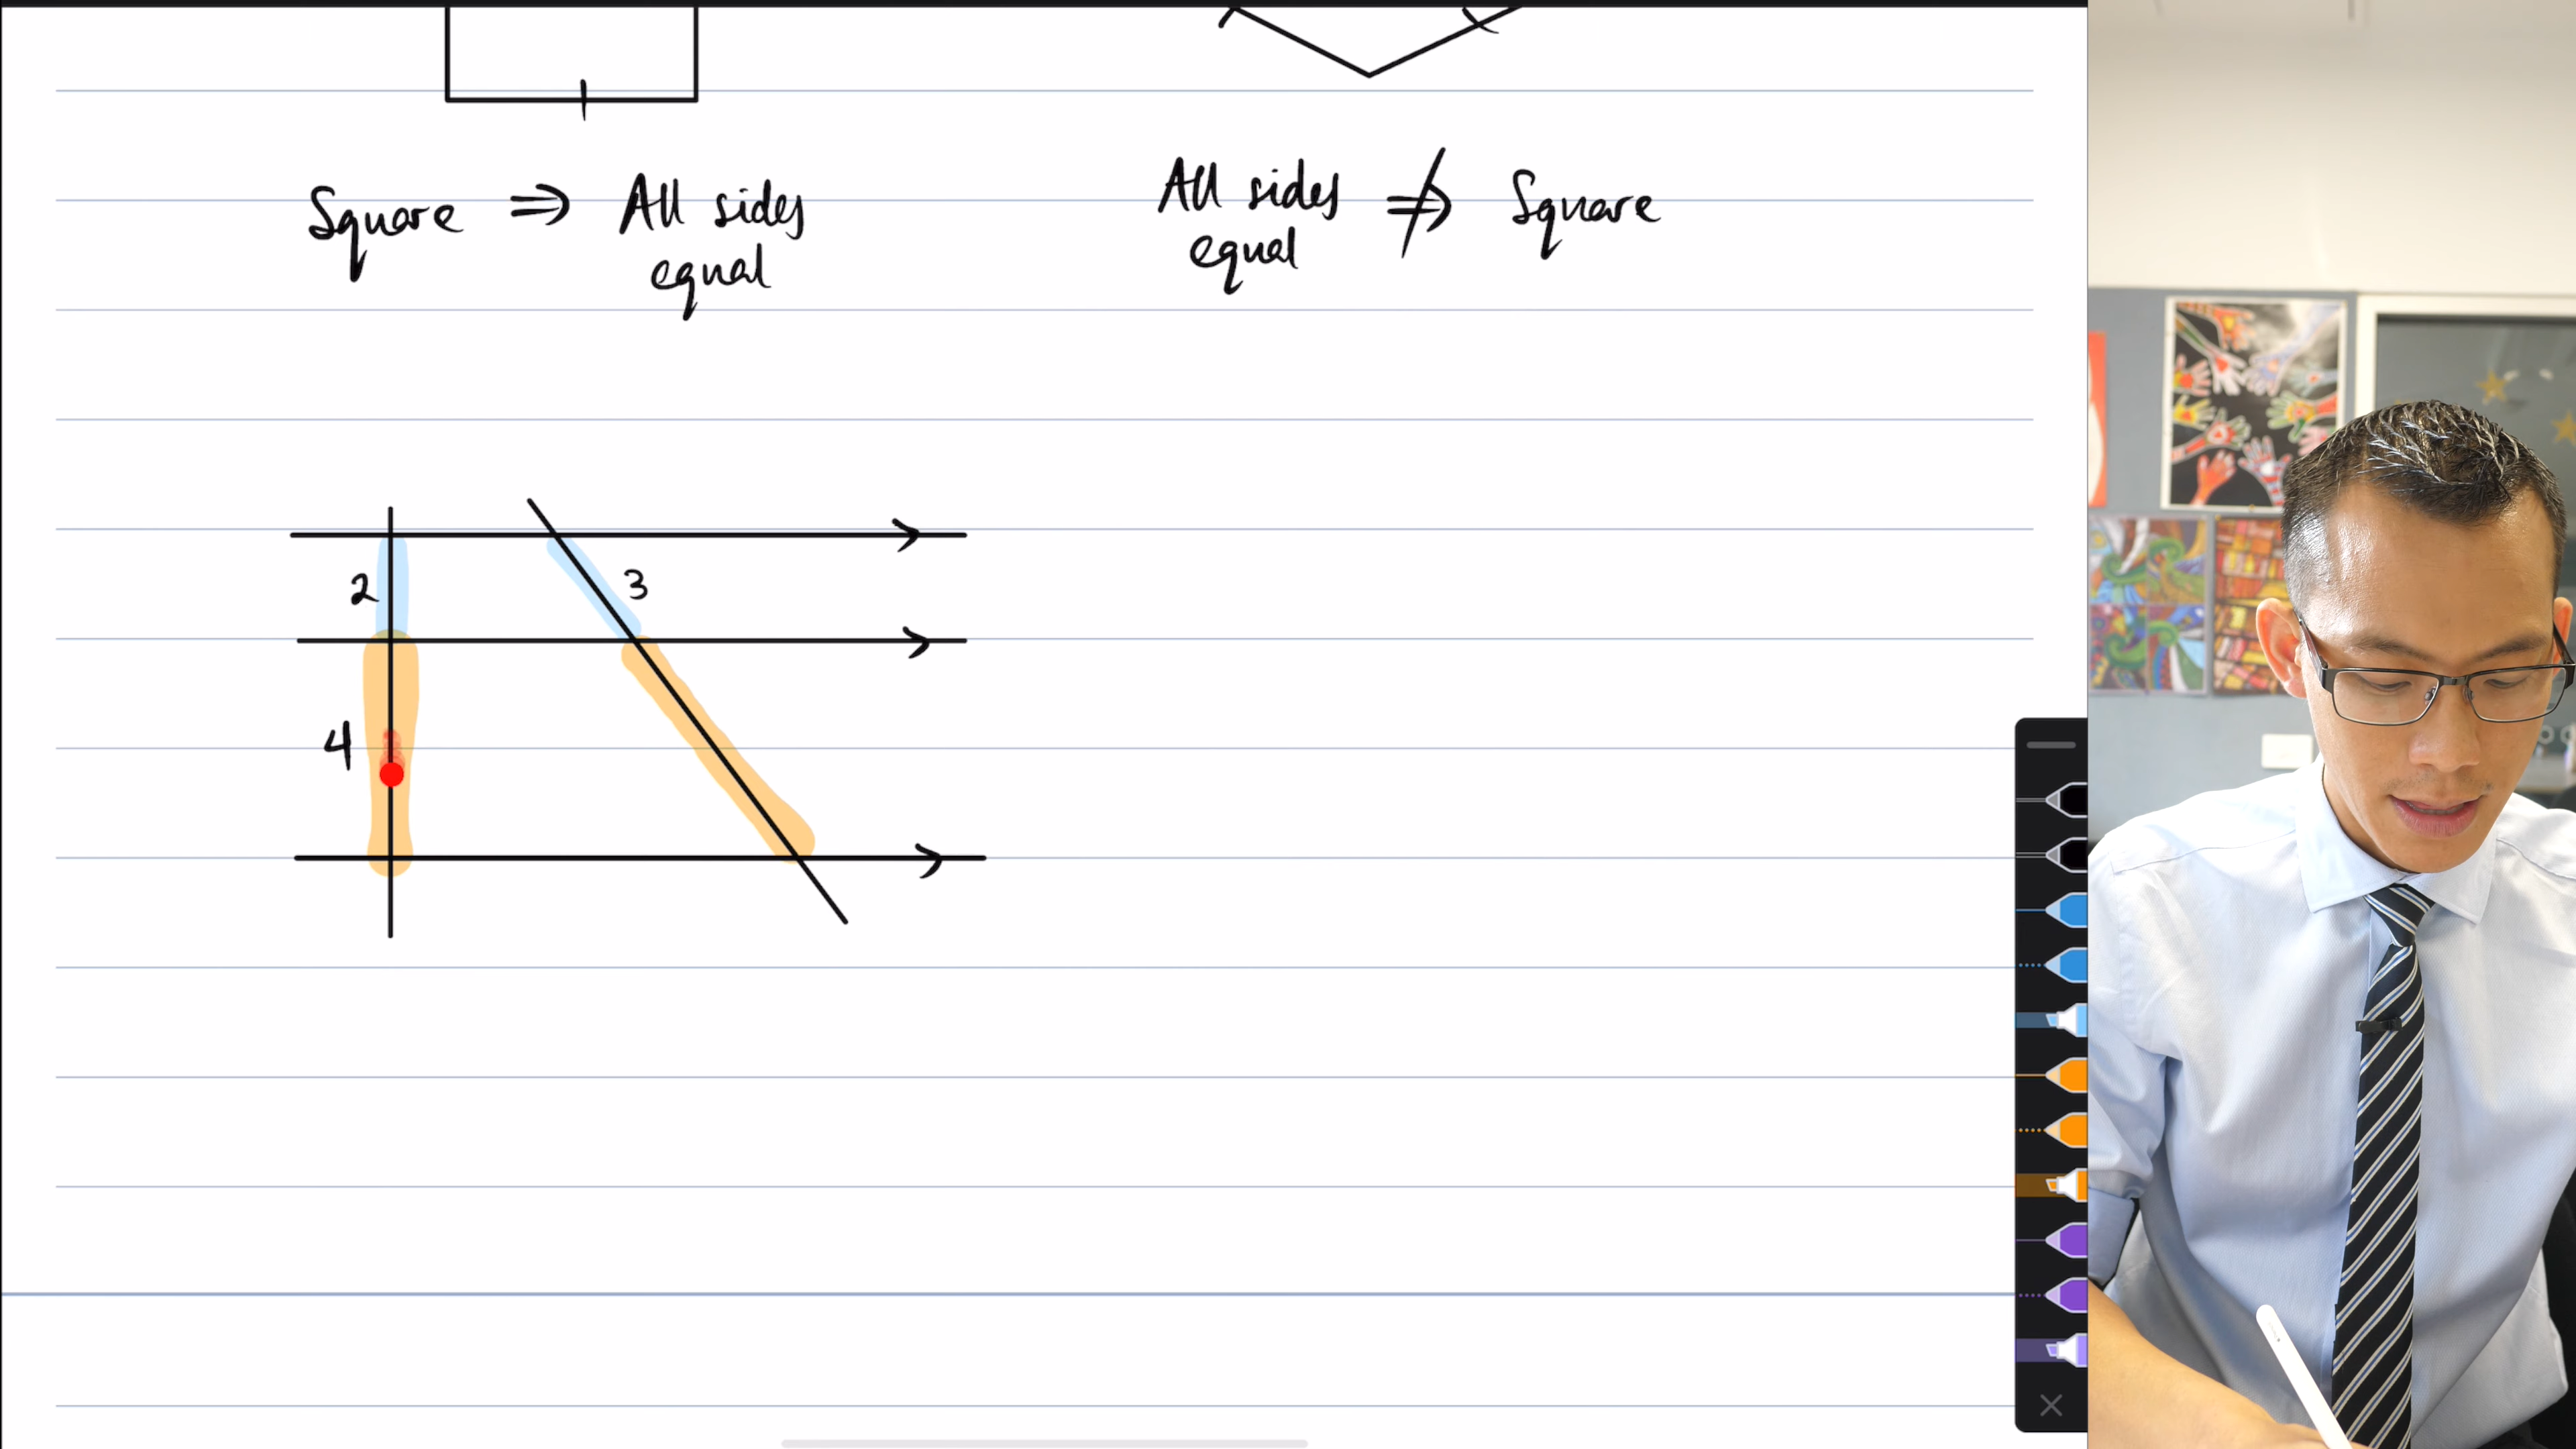 Square ⇒ All sides
equal
All sides ⇏ Square
equal
2
3
4